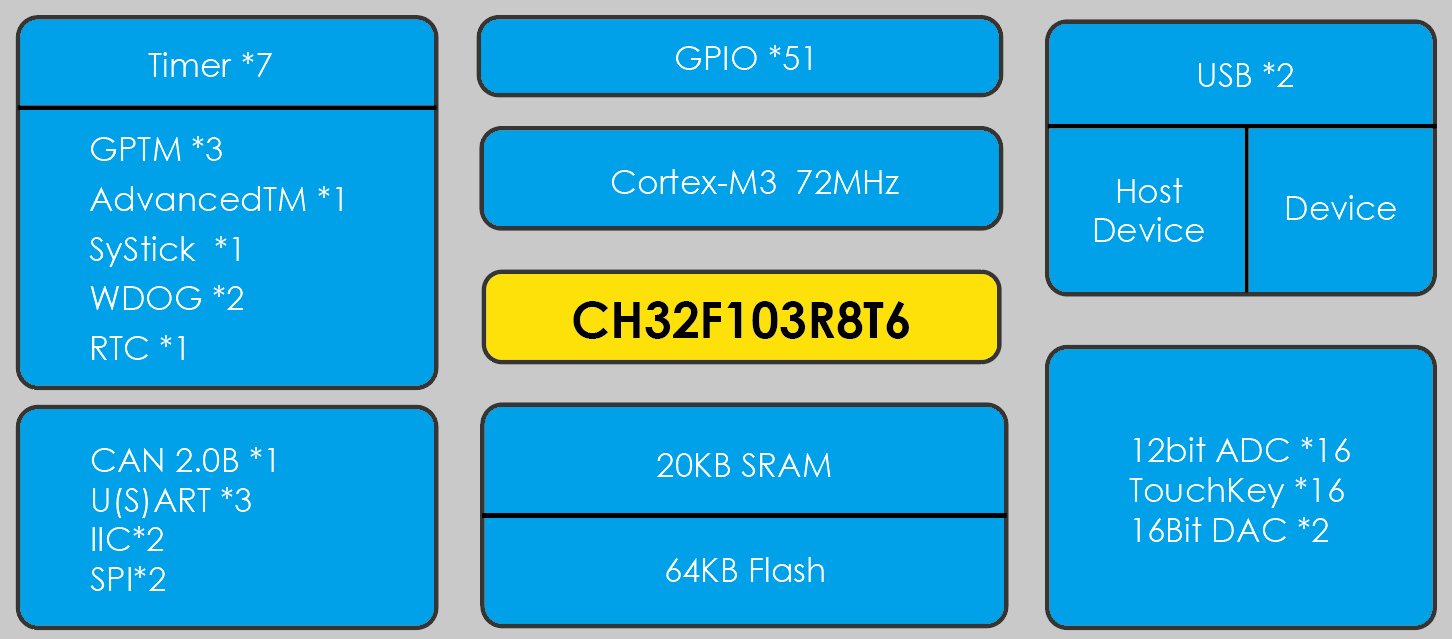 Timer *7
GPTM *3
AdvancedTM *1
SyStick *1
WDOG *2
RTC *1
CAN 2.0B *1
U(S)ART *3
IIC*2
SPI*2
GPIO *51
Cortex-M3 72MHz
CH32F103R8T6
20KB SRAM
64KB Flash
USB *2
Host
Device
Device
12bit ADC *16
TouchKey *16
16Bit DAC *2